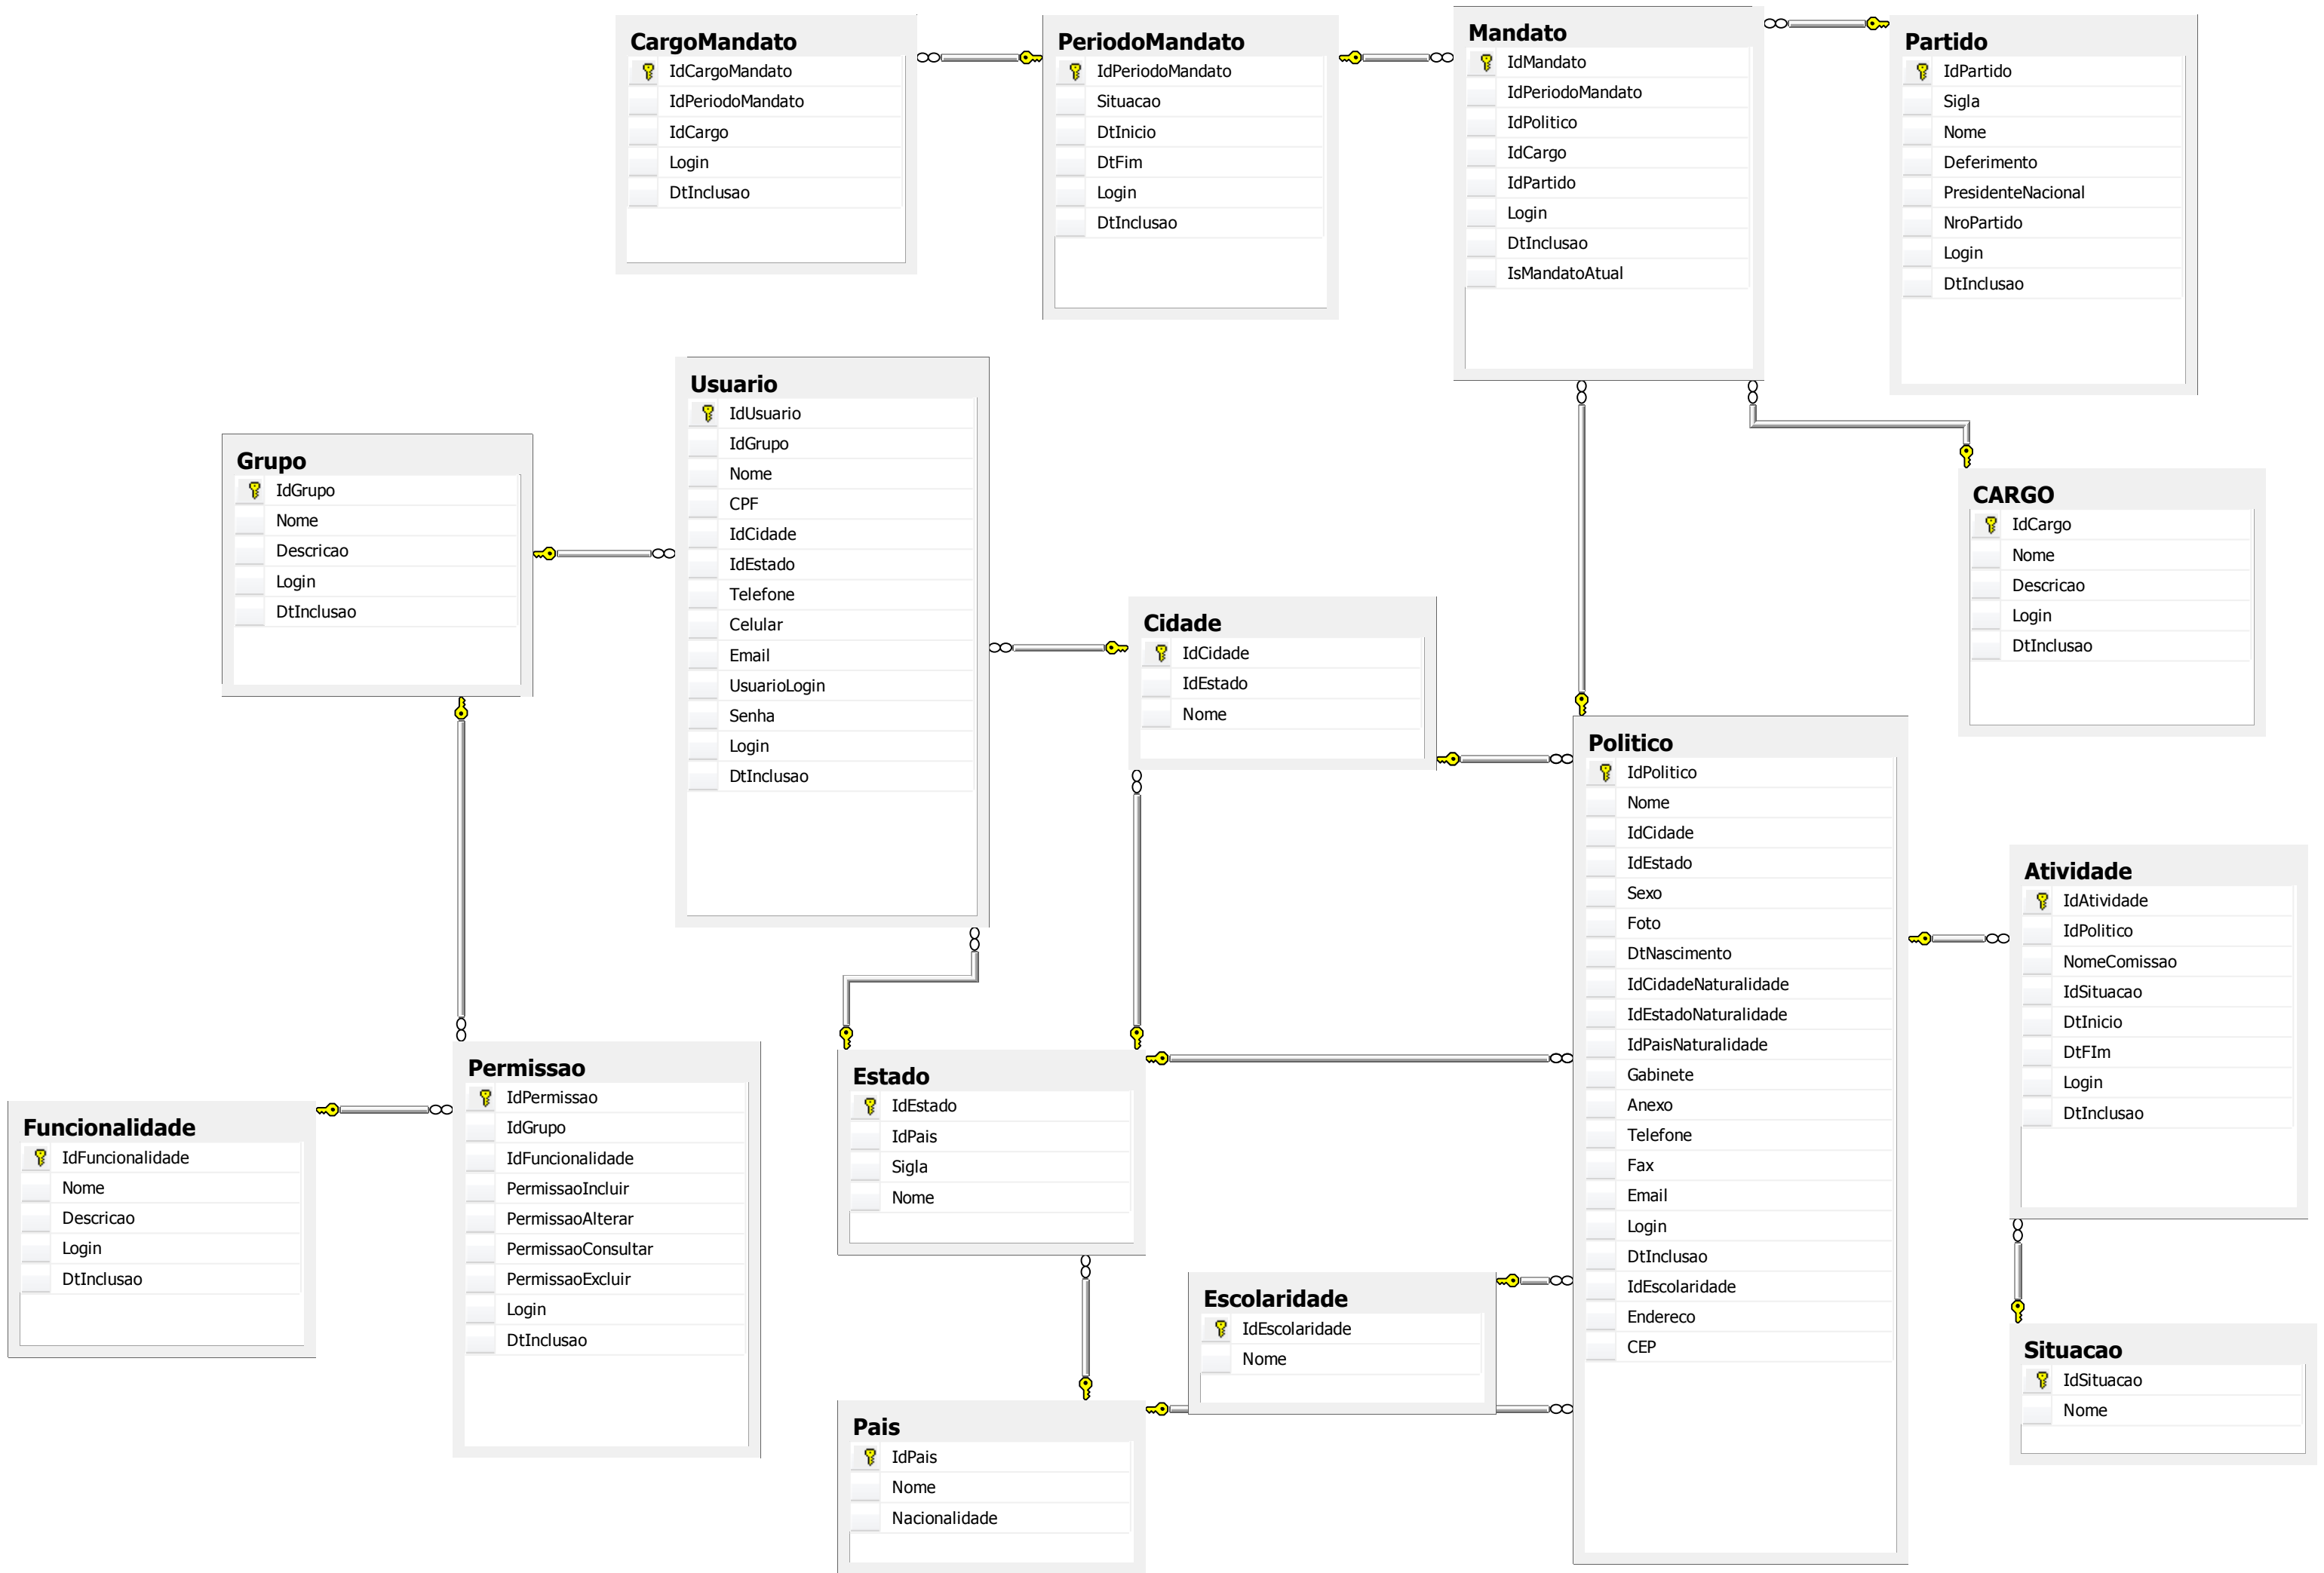 CargoMandato
IdCargoMandato
IdPeriodoMandato
IdCargo
Login
DtInclusao
PeriodoMandato
IdPeriodoMandato
Situacao
DtInicio
DtFim
Login
DtInclusao
Mandato
IdMandato
IdPeriodoMandato
IdPolitico
IdCargo
IdPartido
Login
DtInclusao
IsMandatoAtual
Partido
IdPartido
Sigla
Nome
Deferimento
PresidenteNacional
NroPartido
Login
DtInclusao
Usuario
IdUsuario
IdGrupo
Nome
CPF
IdCidade
IdEstado
Telefone
Celular
Email
UsuarioLogin
Senha
Login
DtInclusao
Grupo
IdGrupo
Nome
Descricao
Login
DtInclusao
CARGO
IdCargo
Nome
Descricao
Login
DtInclusao
Cidade
IdCidade
IdEstado
Nome
Politico
IdPolitico
Nome
IdCidade
IdEstado
Sexo
Foto
DtNascimento
IdCidadeNaturalidade
IdEstadoNaturalidade
IdPaisNaturalidade
Gabinete
Anexo
Telefone
Fax
Email
Login
DtInclusao
IdEscolaridade
Endereco
CEP
Atividade
IdAtividade
IdPolitico
NomeComissao
IdSituacao
DtInicio
DtFIm
Login
DtInclusao
Permissao
IdPermissao
IdGrupo
IdFuncionalidade
PermissaoIncluir
PermissaoAlterar
PermissaoConsultar
PermissaoExcluir
Login
DtInclusao
Funcionalidade
IdFuncionalidade
Nome
Descricao
Login
DtInclusao
Estado
IdEstado
IdPais
Sigla
Nome
Escolaridade
IdEscolaridade
Nome
Situacao
IdSituacao
Nome
Pais
IdPais
Nome
Nacionalidade